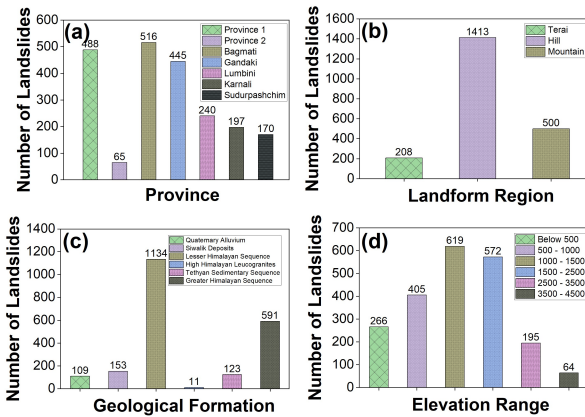 (a)
Number of Landslides
600
500
400
300
200
100
0
488
65
516
445
240
197
170
Province 1
Province 2
Bagmati
Gandaki
Lumbini
Karnali
Sudurpashchim
Province
(b)
Number of Landslides
1600
1400
1200
1000
800
600
400
200
0
208
1413
500
Terai
Hill
Mountain
Landform Region
(c)
Number of Landslides
1400
1200
1000
800
600
400
200
0
109
153
1134
11
123
591
Quaternary Alluvium
Siwalik Deposits
Lesser Himalayan Sequence
High Himalayan Leucogranites
Tethyan Sedimentary Sequence
Greater Himalayan Sequence
Geological Formation
(d)
Number of Landslides
700
600
500
400
300
200
100
0
266
405
619
572
195
64
Below 500
500 - 1000
1000 - 1500
1500 - 2500
2500 - 3500
3500 - 4500
Elevation Range